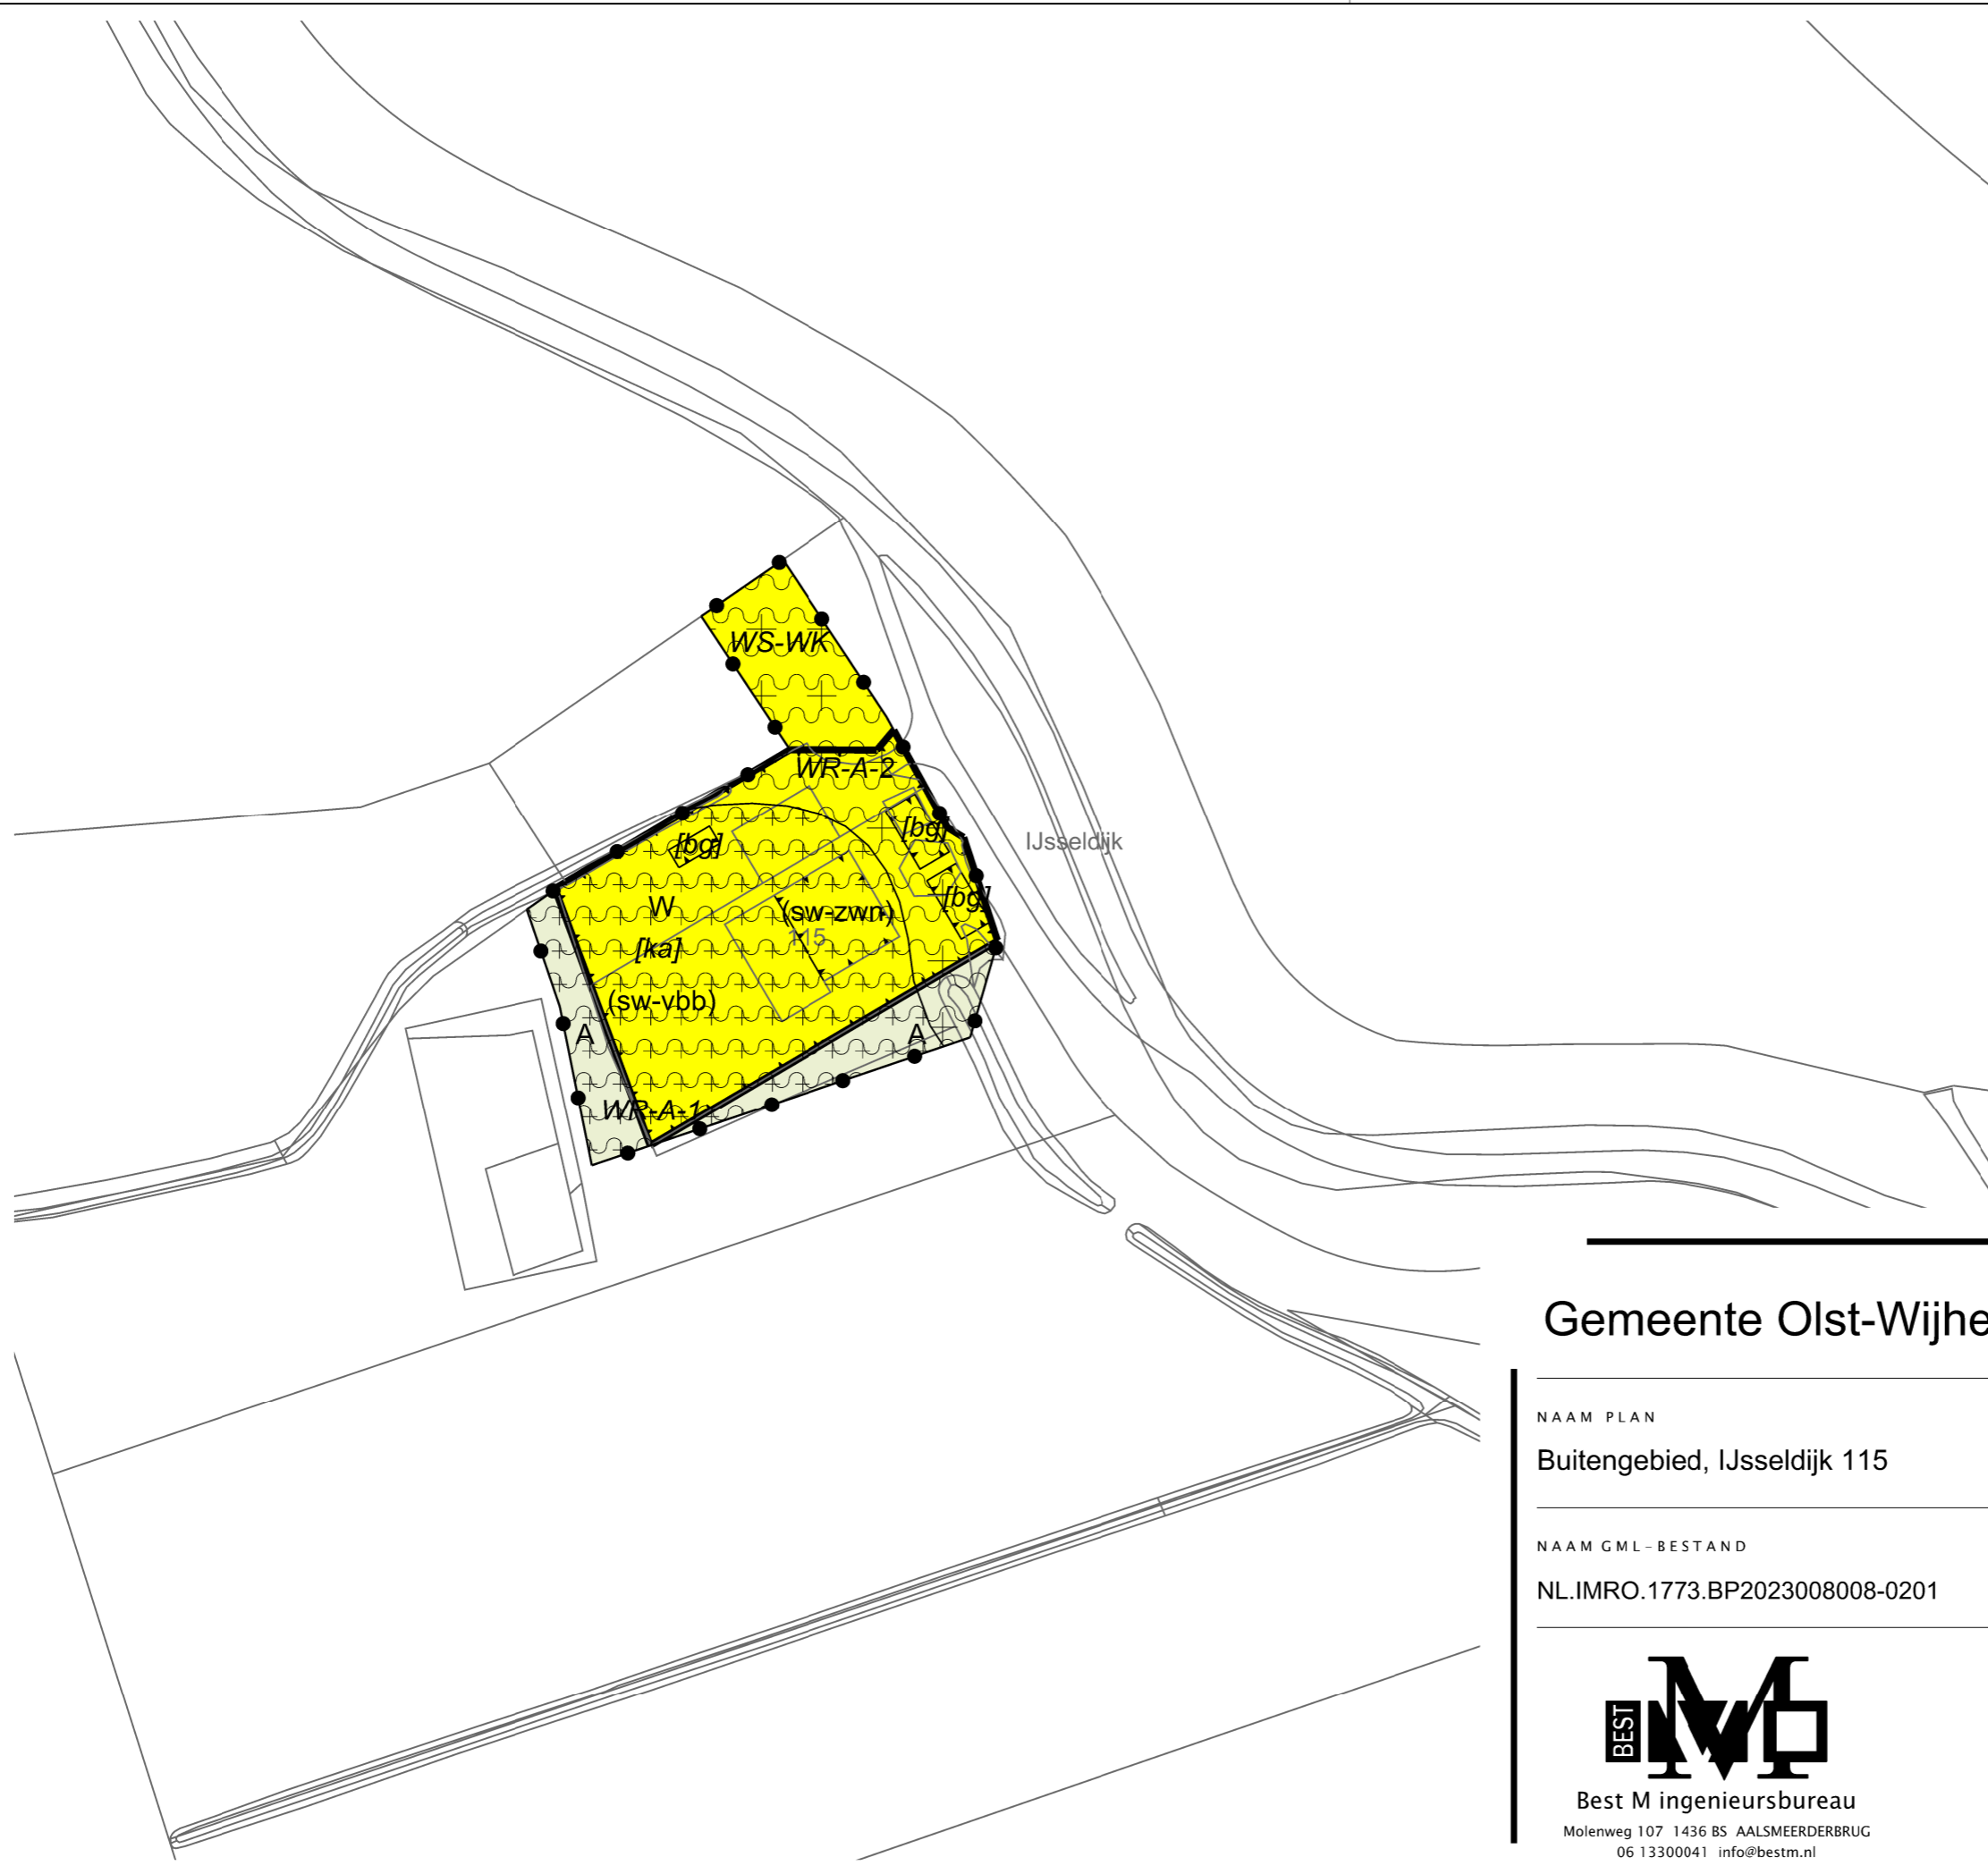 WS-WK
WR-A-2
IJsseldijk
[bg]
[bg]
[bg]
W
(sw-zwn)
115
[ka]
(sw-vbb)
A
A
WR-A-1
Gemeente Olst-Wijhe
NAAM PLAN
Buitengebied, IJsseldijk 115
NAAM GML-BESTAND
NL.IMRO.1773.BP2023008008-0201
BEST
M
Best M ingenieursbureau
Molenweg 107 1436 BS AALSMEERDERBRUG
06 13300041 info@bestm.nl